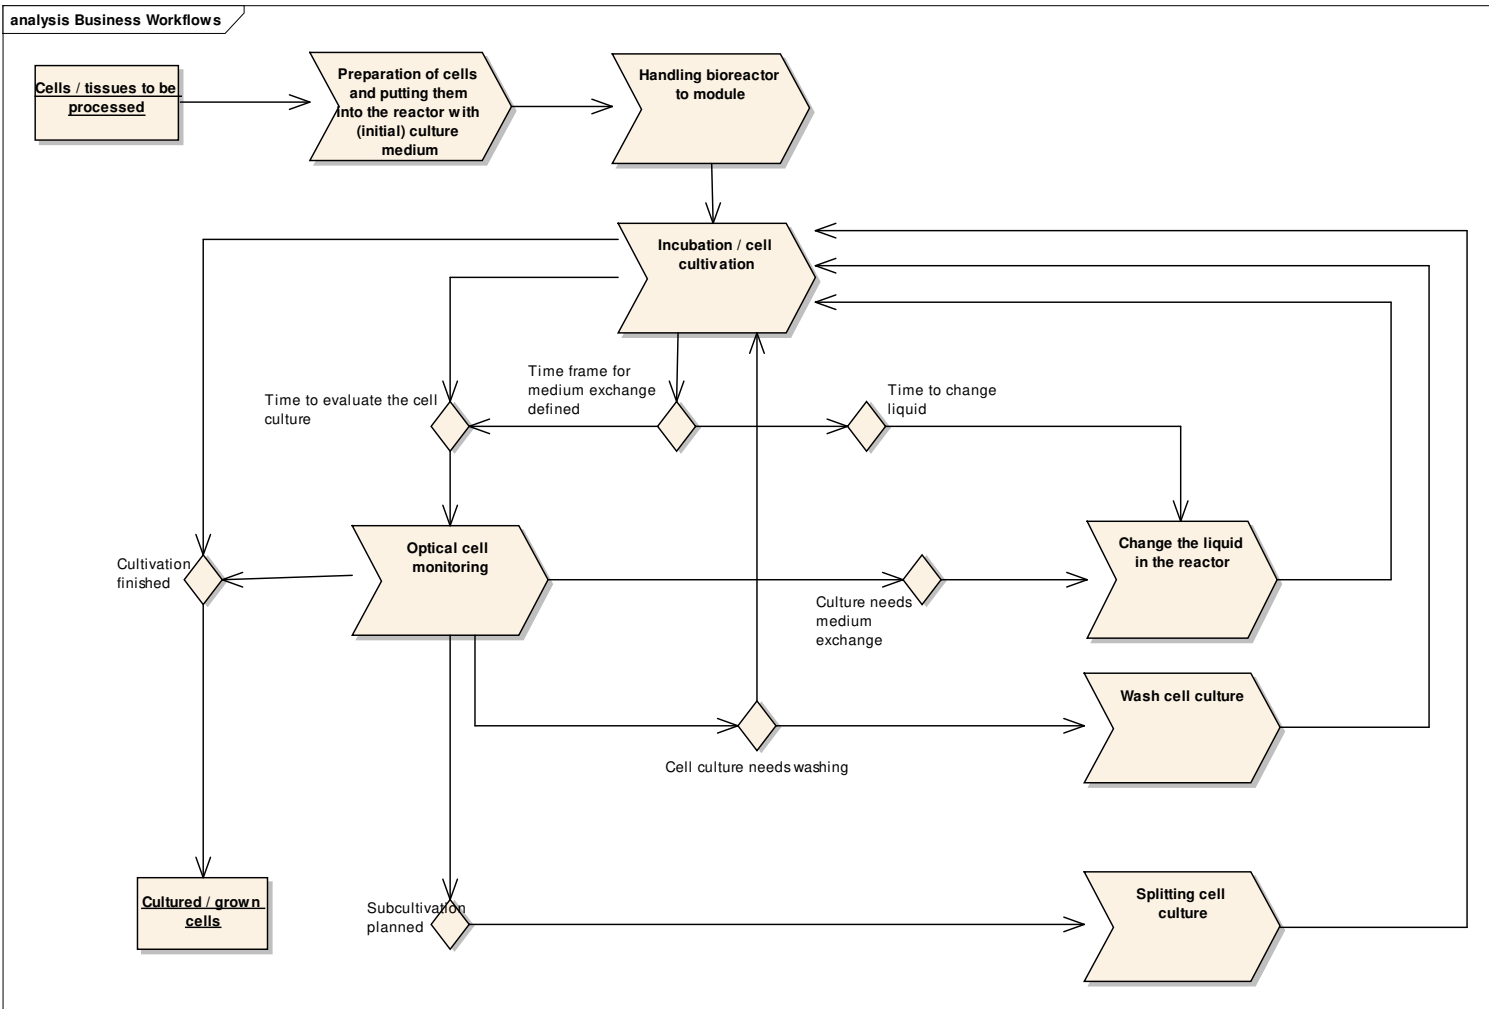 analysis Business Workflows
Cells / tissues to be
processed
Preparation of cells
and putting them
into the reactor with
(initial) culture
medium
Handling bioreactor
to module
Incubation / cell
cultivation
Time frame for
medium exchange
defined
Time to evaluate the cell
culture
Time to change
liquid
Optical cell
monitoring
Change the liquid
in the reactor
Cultivation
finished
Culture needs
medium
exchange
Wash cell culture
Cell culture needs washing
Cultured / grown
cells
Subcultivation
planned
Splitting cell
culture